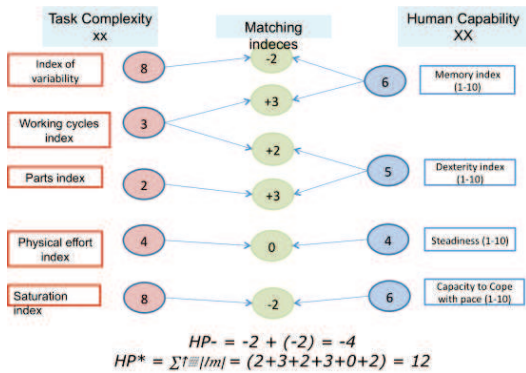 Task Complexity
xx
Matching
indeces
Human Capability
XX
Index of
variability
8
-2
6
Memory index
(1-10)
+3
Working cycles
index
3
+2
5
Dexterity index
(1-10)
Parts index
2
+3
Physical effort
index
4
0
4
Steadiness (1-10)
Saturation
index
8
-2
6
Capacity to Cope
with pace (1-10)
HP- = -2 + (-2) = -4
HP* = ∑↑≡|Im| = (2+3+2+3+0+2) = 12